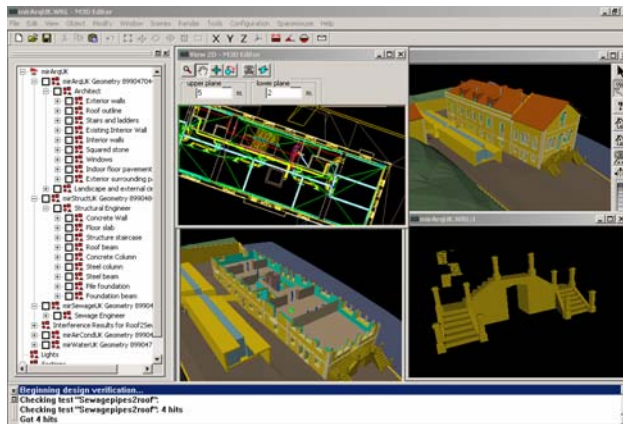 mirArqUK.WRL - M3D Editor
File Edit View Object Modify Window Scenes Render Tools Configuration Spacemouse Help
X Y Z
View 2D - M3D Editor
upper plane
lower plane
5 m.
2 m.
mirArqUK
mirArqUK Geometry 8990470
Architect
Exterior walls
Roof outline
Stairs and ladders
Existing Interior Wall
Interior walls
Squared stone
Windows
Indoor floor pavement
Exterior surrounding p
Landscape and external ce
mirStructUK Geometry 899048
Structural Engineer
Concrete Wall
Floor slab
Structure staircase
Roof beam
Concrete Column
Steel column
Steel beam
Pile foundation
Foundation beam
mirSewageUK Geometry 89904
Sewage Engineer
Interference Results for Roof2Sew
mirAirCondUK Geometry 89904
mirWaterUK Geometry 899047
Lights
mirArqUK.WRL:1
Beginning design verification...
Checking test "Sewagepipes2roof":
Checking test "Sewagepipes2roof": 4 hits
Got 4 hits